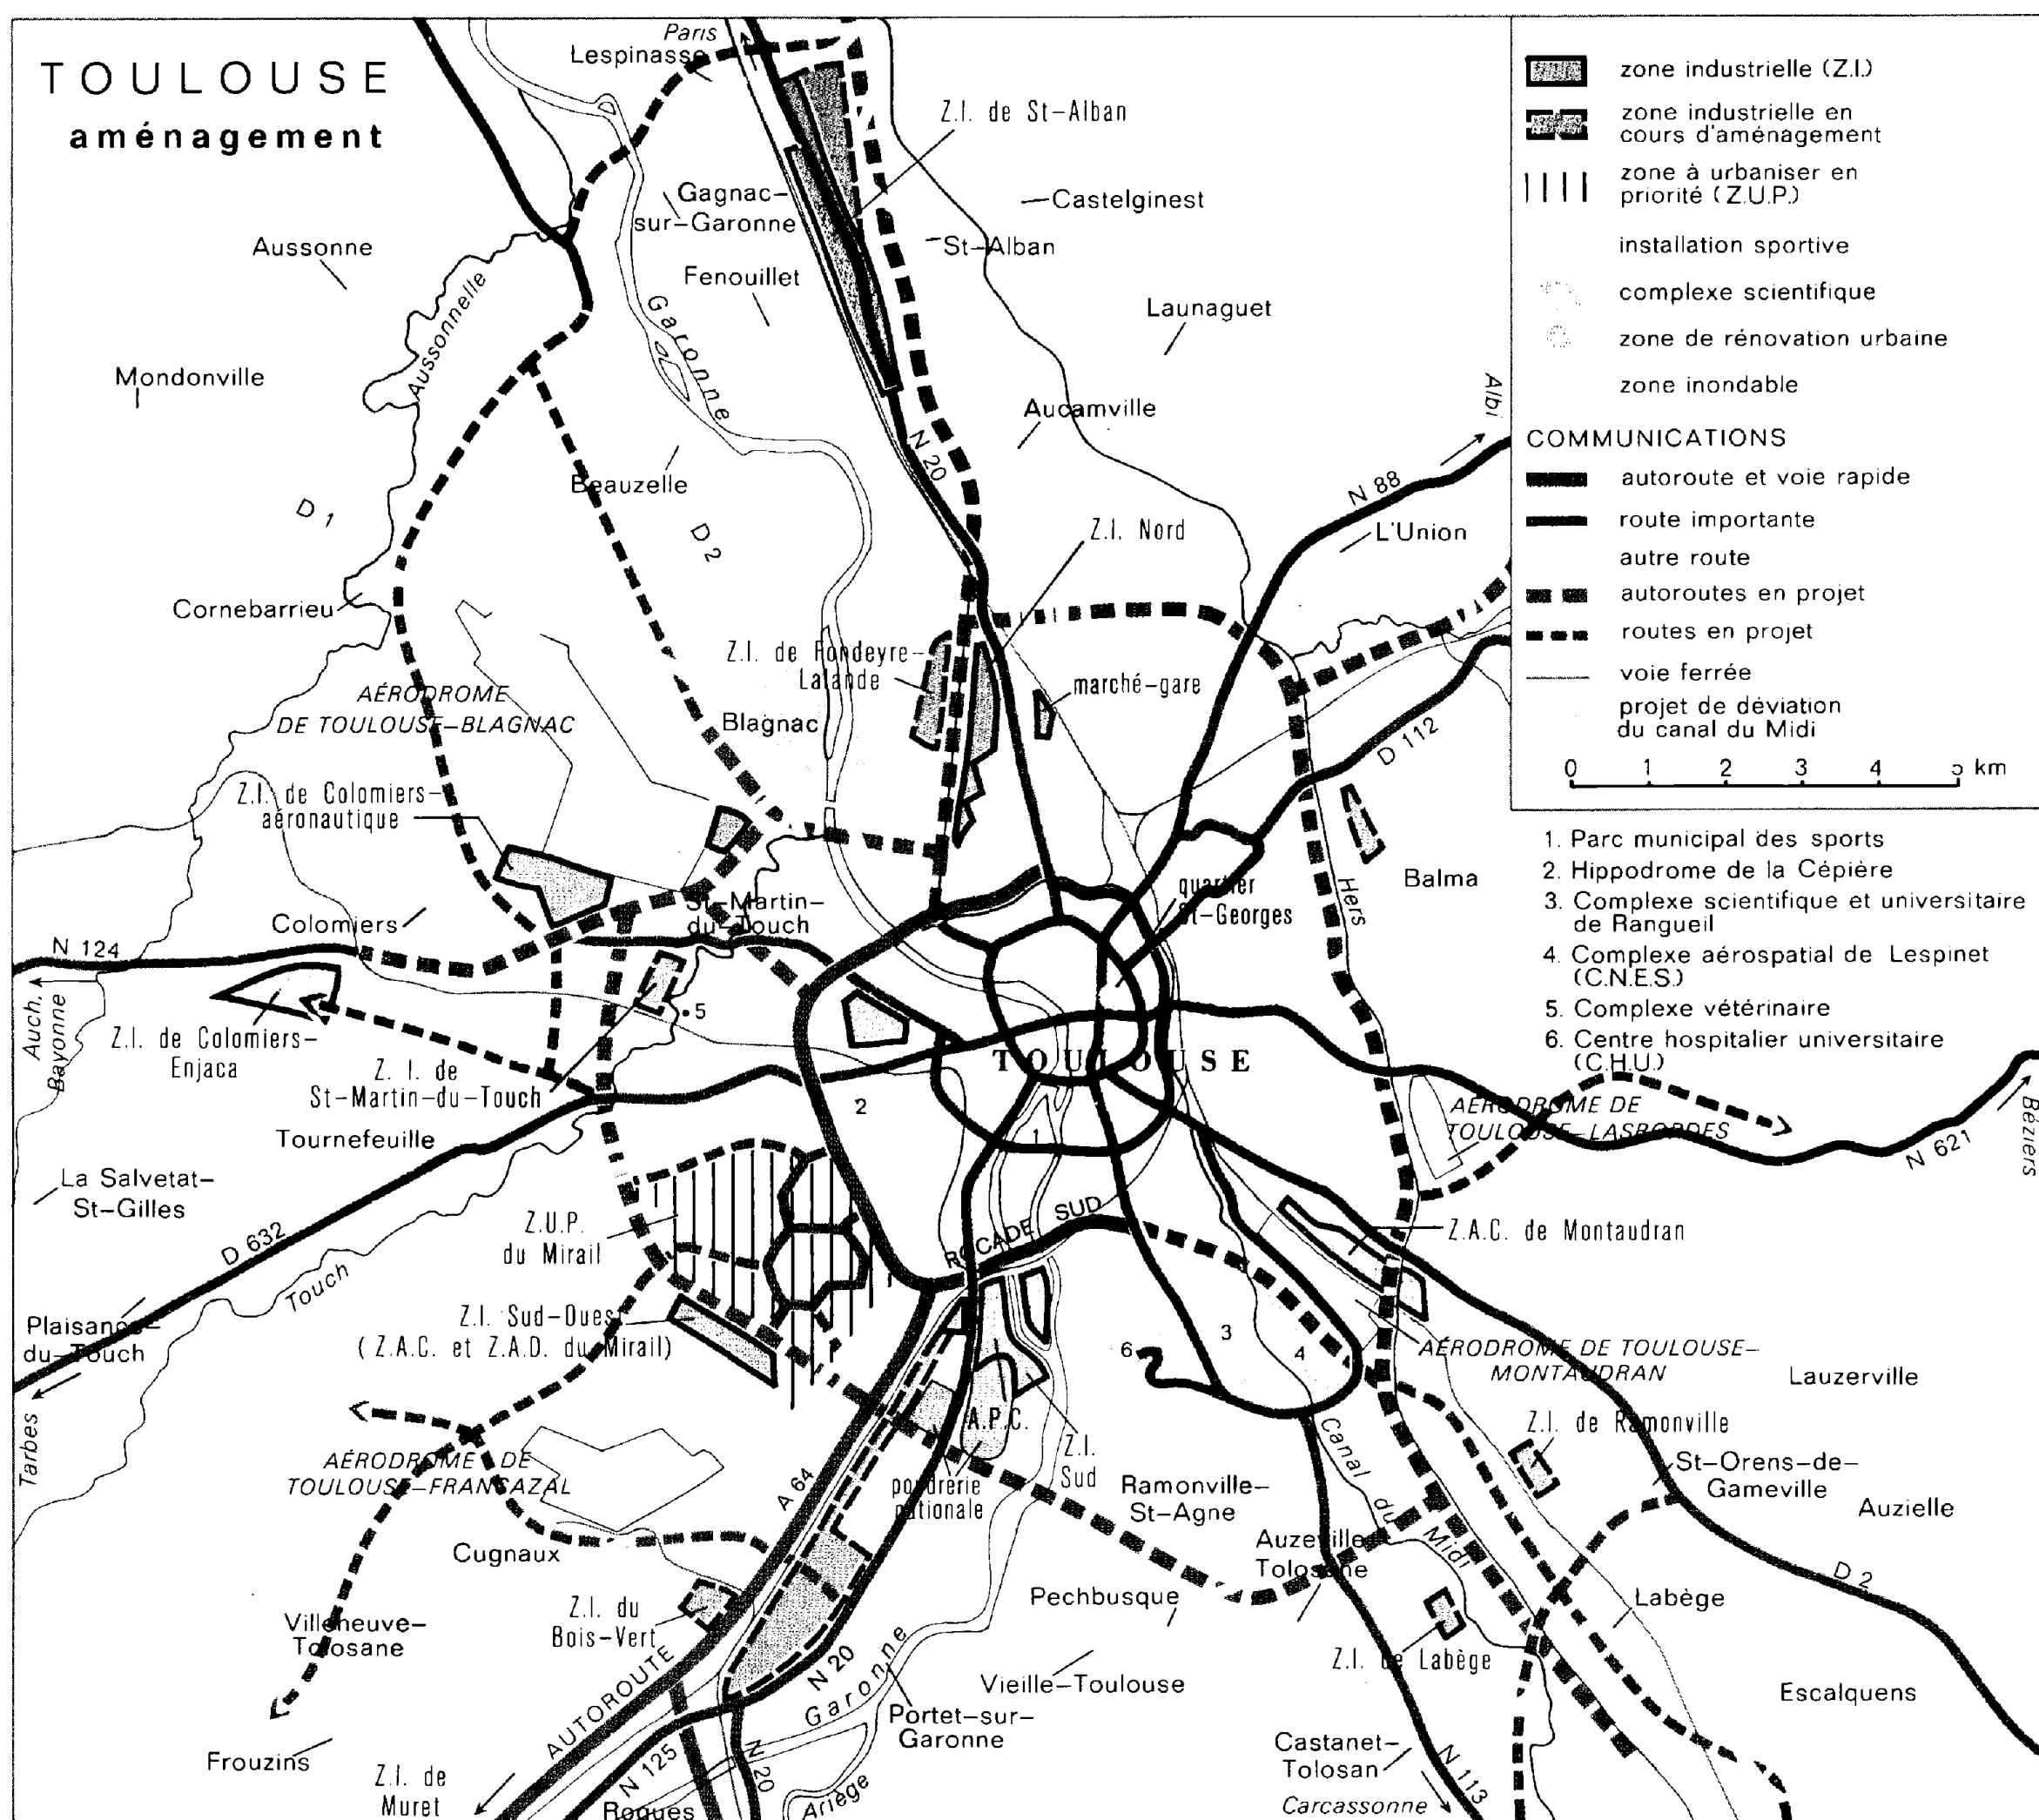 TOULOUSE
aménagement
Paris
Lespinasse
Z.I. de St-Alban
Gagnac-
sur-Garonne
Castelginest
St-Alban
Aussonne
Fenouillet
Launaguet
Aussonnelle
Garonne
Mondonville
Aucamville
Albi
N 20
Beauzelle
N 88
D 1
D 2
Z.I. Nord
L'Union
Cornebarrieu
Z.I. de Fondeyre-
Lalande
marché-gare
AÉRODROME
DE TOULOUSE-BLAGNAC
Blagnac
D 112
Z.I. de Colomiers-
aéronautique
Hers
Balma
quartier
St-Georges
St-Martin-
du-Touch
Colomiers
N 124
Auch,
Bayonne
5
Z.I. de Colomiers-
Enjaca
Z. I. de
St-Martin-du-Touch
TOULOUSE
2
1
Tournefeuille
AÉRODROME DE
TOULOUSE-LASBORDES
N 621
Béziers
La Salvetat-
St-Gilles
D 632
Touch
Z.U.P.
du Mirail
ROCADE SUD
Z.A.C. de Montaudran
Z.I. Sud-Oues
( Z.A.C. et Z.A.D. du Mirail)
Plaisance-
du-Touch
Tarbes
3
4
6
AÉRODROME DE TOULOUSE-
MONTAUDRAN
Lauzerville
A.P.C.
Z.I.
Sud
poudrerie
nationale
A 64
AÉRODROME DE
TOULOUSE-FRANCAZAL
Canal du Midi
Z.I. de Ramonville
St-Orens-de-
Gameville
Auzielle
Ramonville-
St-Agne
Auzeville-
Tolosane
Cugnaux
Pechbusque
Labège
D 2
Z.I. du
Bois-Vert
Villeneuve-
Tolosane
Z.I. de Labège
Vieille-Toulouse
Escalquens
AUTOROUTE
N 20
Garonne
Portet-sur-
Garonne
Frouzins
Z.I. de
Muret
N 125
N 20
Roques
Ariège
Castanet-
Tolosan
N 113
Carcassonne
zone industrielle (Z.I.)
zone industrielle en
cours d'aménagement
zone à urbaniser en
priorité (Z.U.P.)
installation sportive
complexe scientifique
zone de rénovation urbaine
zone inondable
COMMUNICATIONS
autoroute et voie rapide
route importante
autre route
autoroutes en projet
routes en projet
voie ferrée
projet de déviation
du canal du Midi
0 1 2 3 4 5 km
1. Parc municipal des sports
2. Hippodrome de la Cépière
3. Complexe scientifique et universitaire
de Rangueil
4. Complexe aérospatial de Lespinet
(C.N.E.S.)
5. Complexe vétérinaire
6. Centre hospitalier universitaire
(C.H.U.)